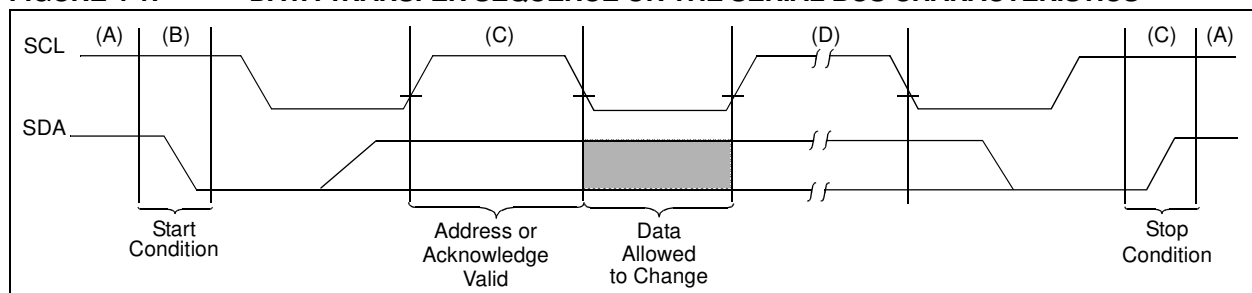 (A) (B) (C) (D) (C) (A)
SCL
SDA
Start
Condition
Address or
Acknowledge
Valid
Data
Allowed
to Change
Stop
Condition